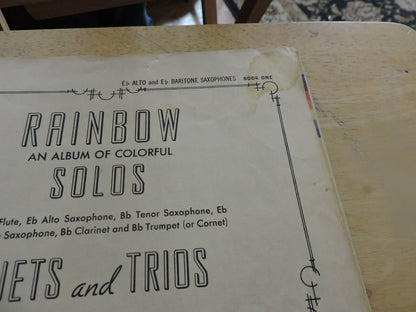 E♭ ALTO and E♭ BARITONE SAXOPHONES BOOK ONE
RAINBOW
AN ALBUM OF COLORFUL
SOLOS
Flute, Eb Alto Saxophone, Bb Tenor Saxophone, Eb
Saxophone, Bb Clarinet and Bb Trumpet (or Cornet)
and TRIOS